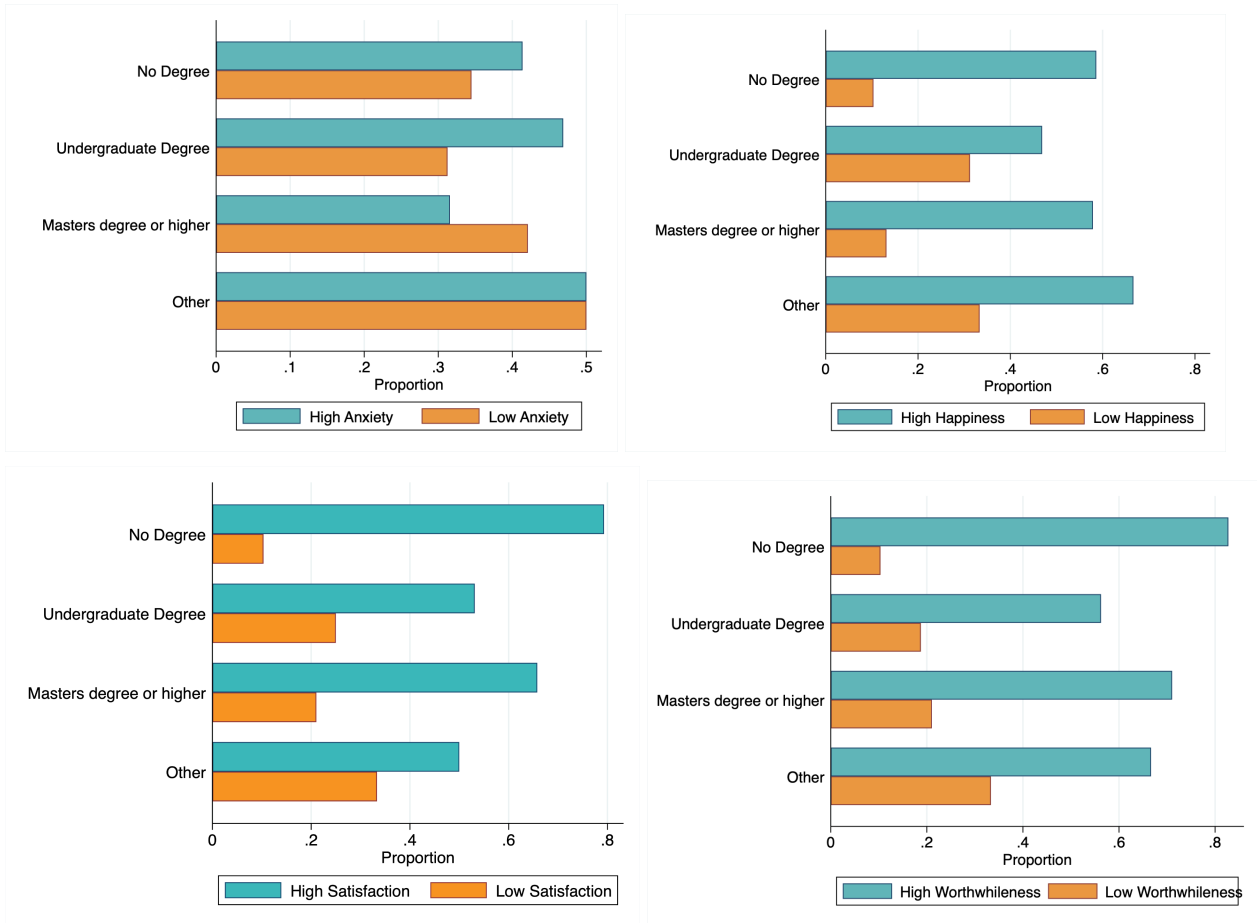 No Degree
Undergraduate Degree
Masters degree or higher
Other
0 .1 .2 .3 .4 .5
Proportion
High Anxiety Low Anxiety
No Degree
Undergraduate Degree
Masters degree or higher
Other
0 .2 .4 .6 .8
Proportion
High Happiness Low Happiness
No Degree
Undergraduate Degree
Masters degree or higher
Other
0 .2 .4 .6 .8
Proportion
High Satisfaction Low Satisfaction
No Degree
Undergraduate Degree
Masters degree or higher
Other
0 .2 .4 .6 .8
Proportion
High Worthwhileness Low Worthwhileness